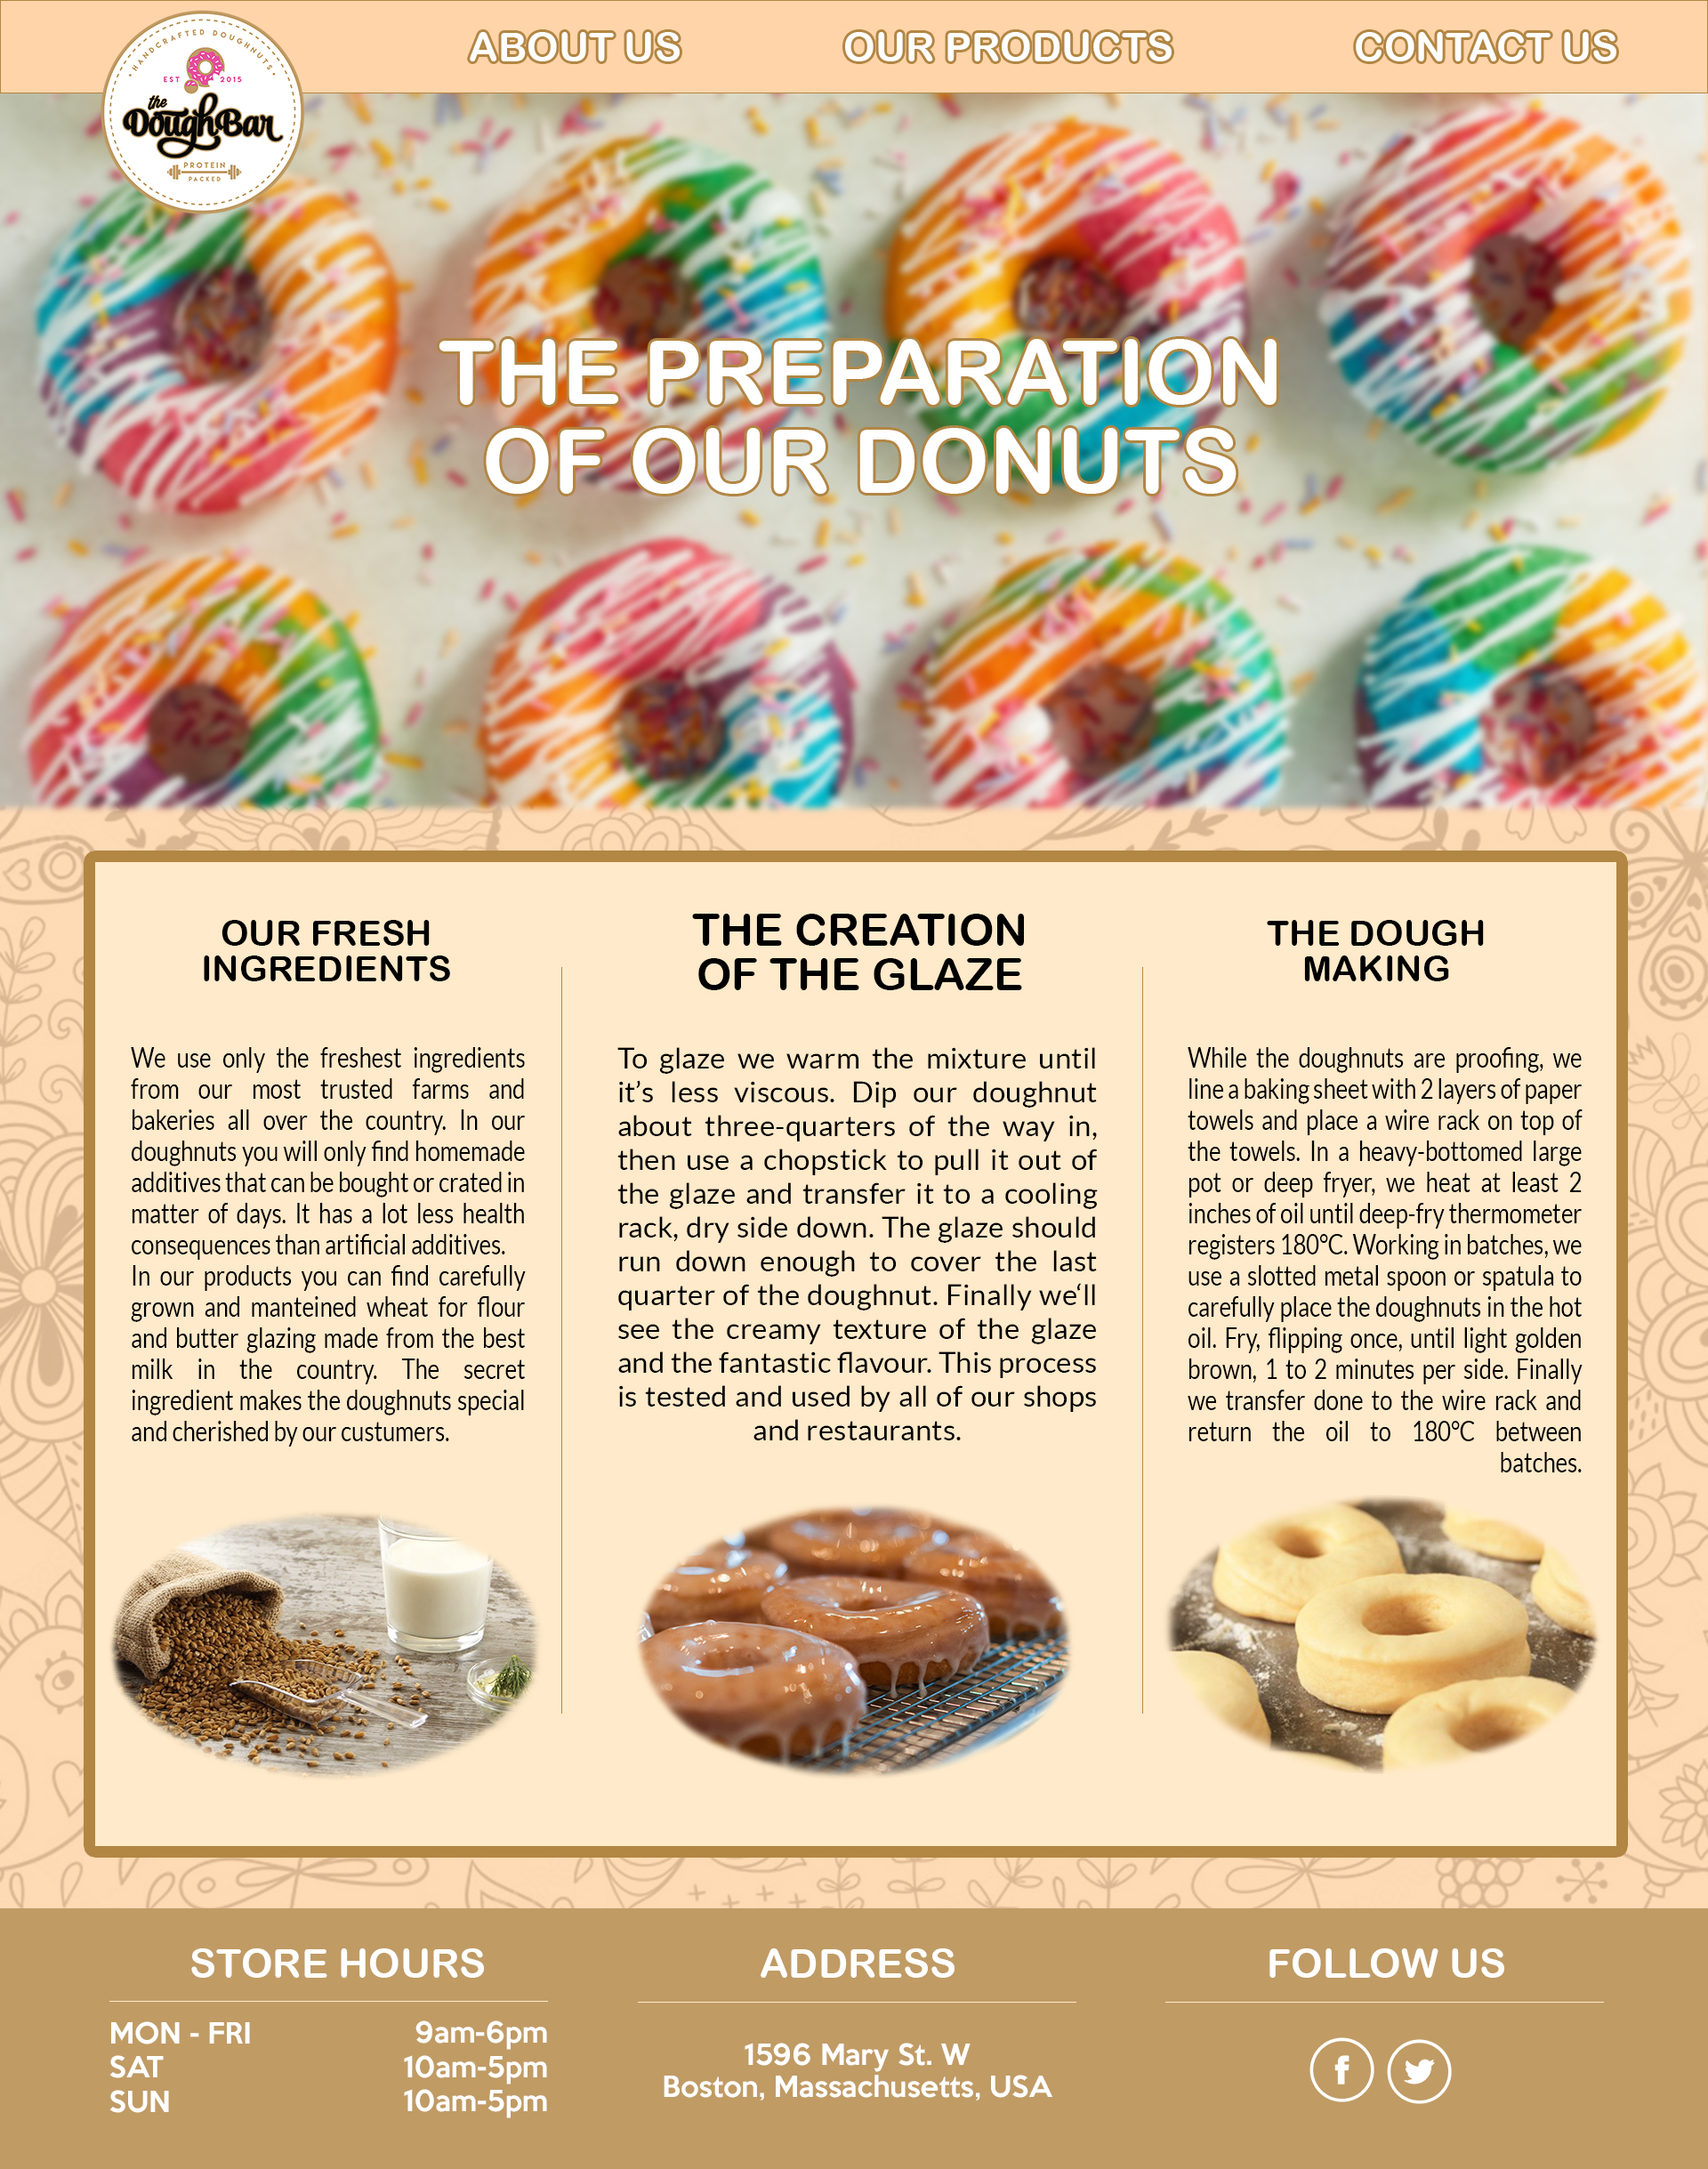 HANDCRAFTED DOUGHNUTS
EST 2015
the
DoughBar
PROTEIN
PACKED
ABOUT US
OUR PRODUCTS
CONTACT US
THE PREPARATION
OF OUR DONUTS
OUR FRESH
INGREDIENTS
We use only the freshest ingredients
from our most trusted farms and
bakeries all over the country. In our
doughnuts you will only find homemade
additives that can be bought or crated in
matter of days. It has a lot less health
consequences than artificial additives.
In our products you can find carefully
grown and manteined wheat for flour
and butter glazing made from the best
milk in the country. The secret
ingredient makes the doughnuts special
and cherished by our custumers.
THE CREATION
OF THE GLAZE
To glaze we warm the mixture until
it’s less viscous. Dip our doughnut
about three-quarters of the way in,
then use a chopstick to pull it out of
the glaze and transfer it to a cooling
rack, dry side down. The glaze should
run down enough to cover the last
quarter of the doughnut. Finally we‘ll
see the creamy texture of the glaze
and the fantastic flavour. This process
is tested and used by all of our shops
and restaurants.
THE DOUGH
MAKING
While the doughnuts are proofing, we
line a baking sheet with 2 layers of paper
towels and place a wire rack on top of
the towels. In a heavy-bottomed large
pot or deep fryer, we heat at least 2
inches of oil until deep-fry thermometer
registers 180°C. Working in batches, we
use a slotted metal spoon or spatula to
carefully place the doughnuts in the hot
oil. Fry, flipping once, until light golden
brown, 1 to 2 minutes per side. Finally
we transfer done to the wire rack and
return the oil to 180°C between
batches.
STORE HOURS
MON - FRI 9am-6pm
SAT 10am-5pm
SUN 10am-5pm
ADDRESS
1596 Mary St. W
Boston, Massachusetts, USA
FOLLOW US